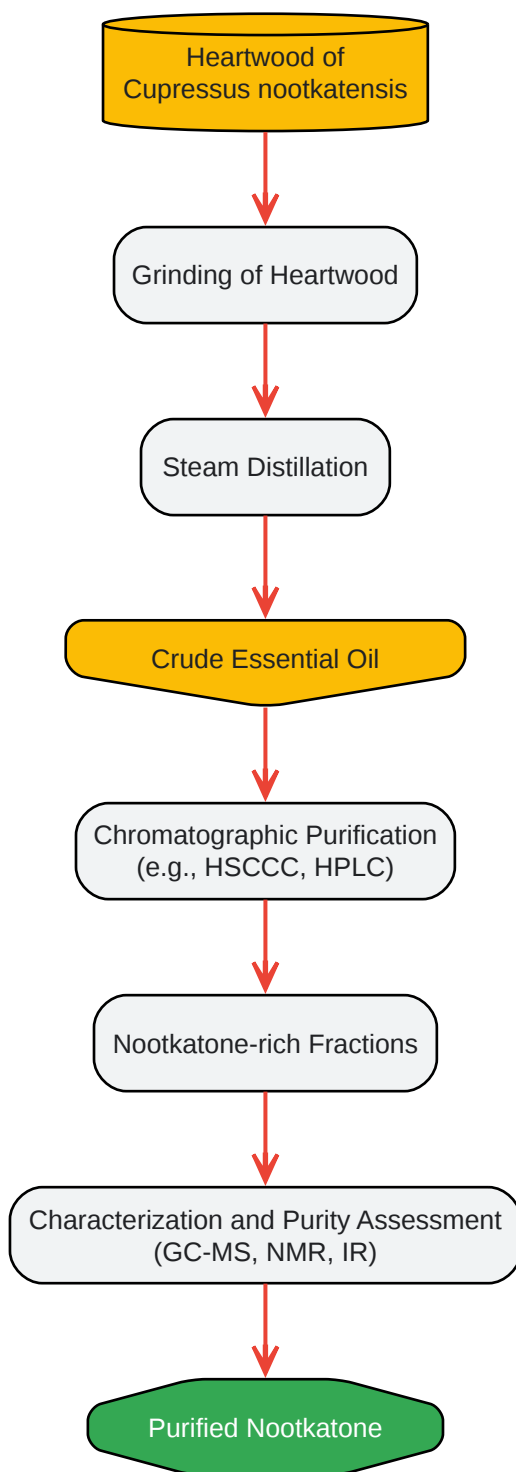 Heartwood of
Cupressus nootkatensis
Grinding of Heartwood
Steam Distillation
Crude Essential Oil
Chromatographic Purification
(e.g., HSCCC, HPLC)
Nootkatone-rich Fractions
Characterization and Purity Assessment
(GC-MS, NMR, IR)
Purified Nootkatone